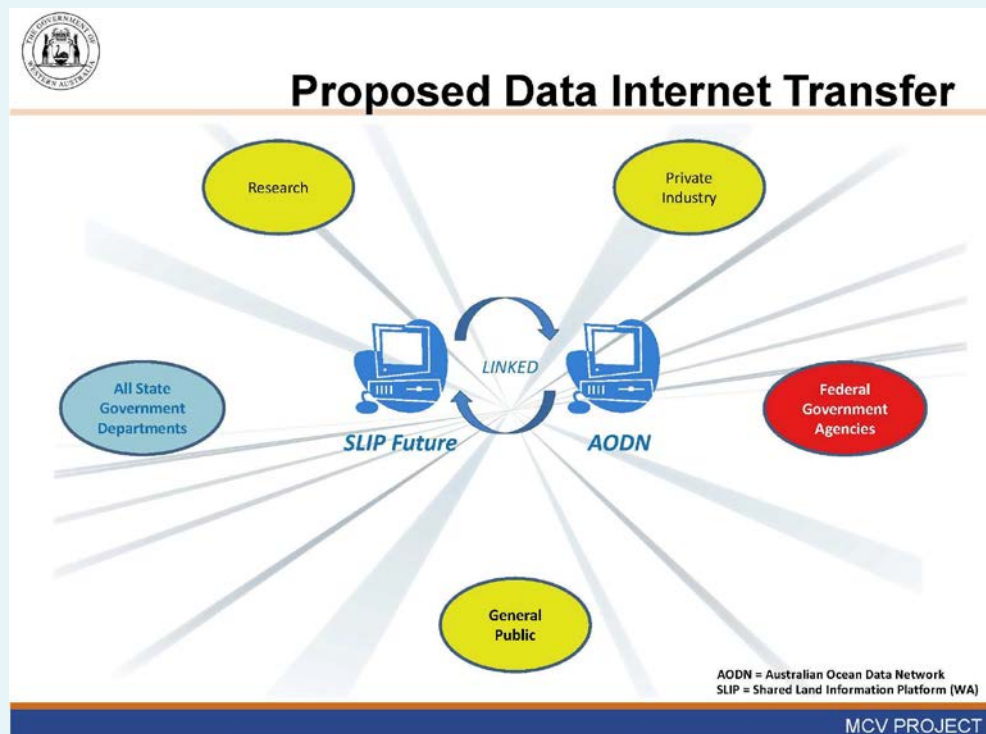 THE GOVERNMENT OF
WESTERN AUSTRALIA
Proposed Data Internet Transfer
Research
Private
Industry
LINKED
All State
Government
Departments
Federal
Government
Agencies
SLIP Future
AODN
General
Public
AODN = Australian Ocean Data Network
SLIP = Shared Land Information Platform (WA)
MCV PROJECT